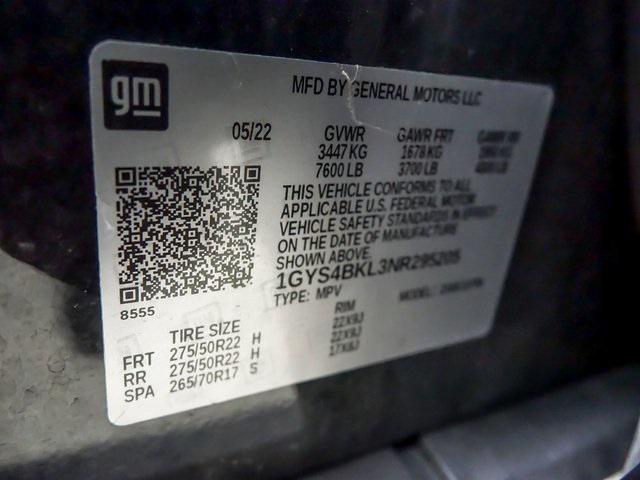 gm
MFD BY GENERAL MOTORS LLC
05/22 GVWR GAWR FRT
3447 KG 1678 KG
7600 LB 3700 LB
THIS VEHICLE CONFORMS TO ALL
APPLICABLE U.S. FEDERAL MOTOR
VEHICLE SAFETY STANDARDS IN EFFECT
ON THE DATE OF MANUFACTURE
SHOWN ABOVE
1GYS4BKL3NR295205
TYPE: MPV MODEL:
8555
TIRE SIZE RIM
FRT 275/50R22 H 22X9J
RR 275/50R22 H 22X9J
SPA 265/70R17 S 17X8J